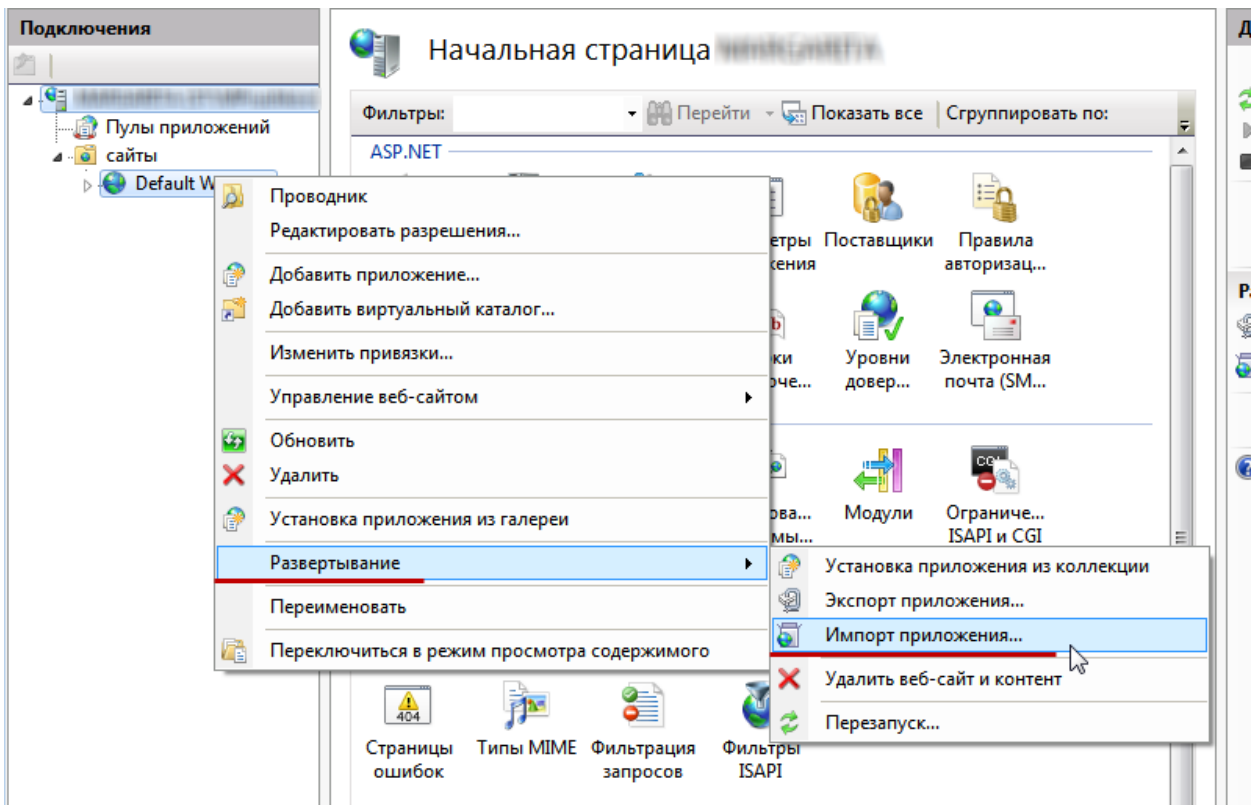 Подключения
Пулы приложений
сайты
Default W
Начальная страница
Фильтры:
Перейти
Показать все
Сгруппировать по:
ASP.NET
Поставщики
Правила
авторизац...
Уровни
довер...
Электронная
почта (SM...
Модули
Ограниче...
ISAPI и CGI
Страницы
ошибок
404
Типы MIME
Фильтрация
запросов
Фильтры
ISAPI
Проводник
Редактировать разрешения...
Добавить приложение...
Добавить виртуальный каталог...
Изменить привязки...
Управление веб-сайтом
Обновить
Удалить
Установка приложения из галереи
Развертывание
Переименовать
Переключиться в режим просмотра содержимого
Установка приложения из коллекции
Экспорт приложения...
Импорт приложения...
Удалить веб-сайт и контент
Перезапуск...